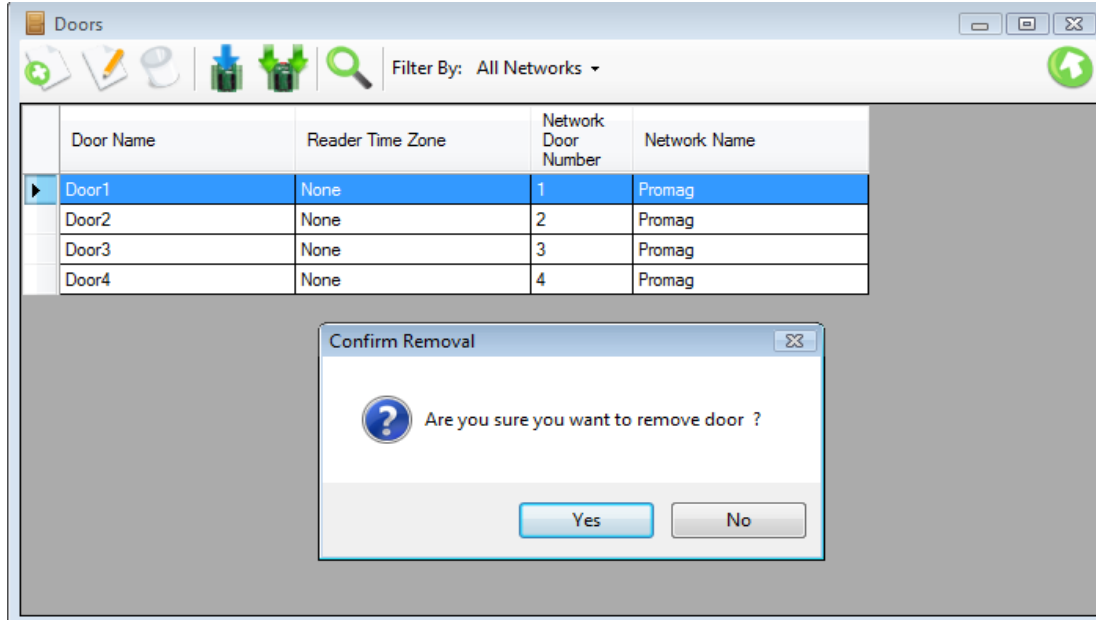 Doors
Filter By: All Networks
Door Name Reader Time Zone Network Door Number Network Name
Door1 None 1 Promag
Door2 None 2 Promag
Door3 None 3 Promag
Door4 None 4 Promag
Confirm Removal
Are you sure you want to remove door  ?
Yes No